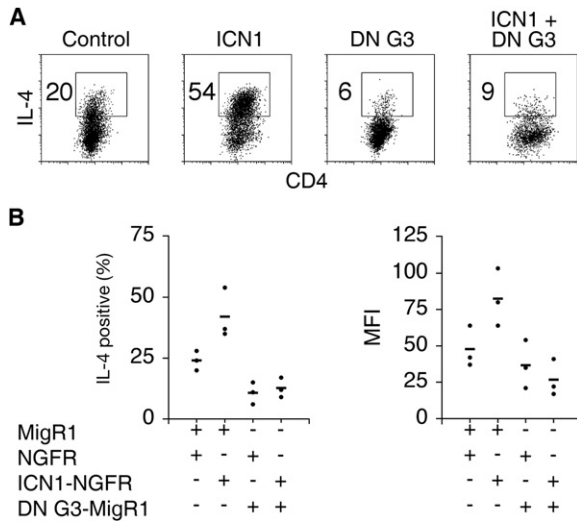 A
Control
ICN1
DN G3
ICN1 +
DN G3
20
54
6
9
IL-4
CD4
B
75
50
25
0
IL-4 positive (%)
125
100
75
50
25
0
MFI
MigR1 + + - - + + - -
NGFR + - + - + - + -
ICN1-NGFR - + - + - + - +
DN G3-MigR1 - - + + - - + +